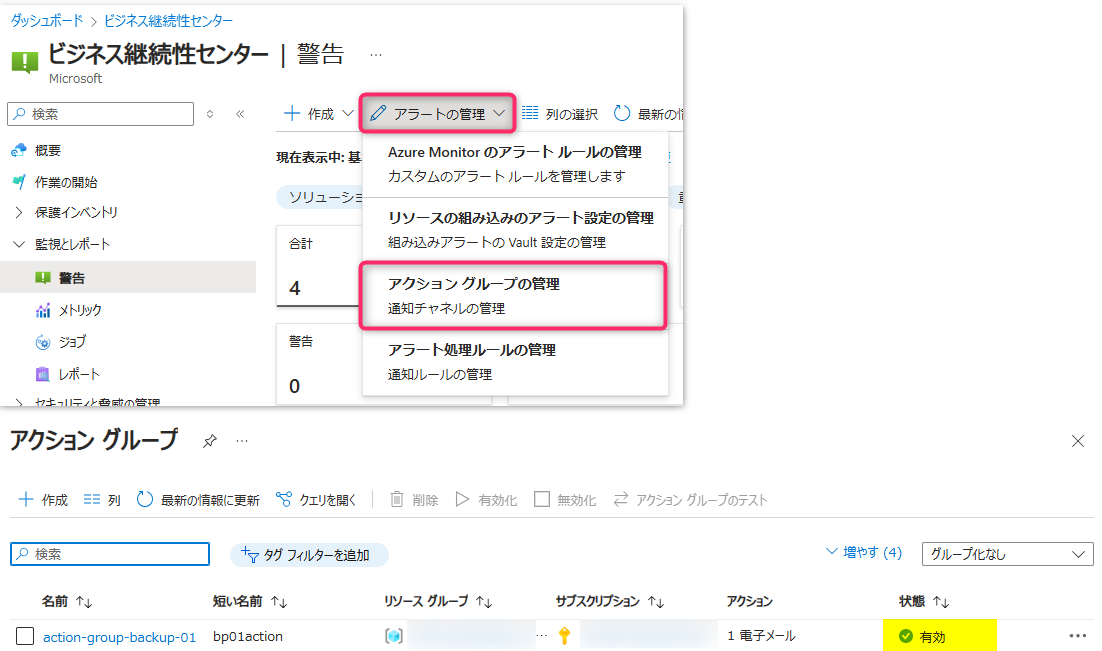 ダッシュボード > ビジネス継続性センター
ビジネス継続性センター | 警告 ...
Microsoft
検索
作成 アラートの管理 列の選択
概要
作業の開始
保護インベントリ
監視とレポート
警告
メトリック
ジョブ
レポート
セキュリティと脅威の管理
現在表示中: 基
ソリューショ
合計
4
警告
0
Azure Monitor のアラート ルールの管理
カスタムのアラート ルールを管理します
リソースの組み込みのアラート設定の管理
組み込みアラートの Vault 設定の管理
アクション グループの管理
通知チャネルの管理
アラート処理ルールの管理
通知ルールの管理
アクション グループ ...
作成 列 最新の情報に更新 クエリを開く 削除 有効化 無効化 アクション グループのテスト
検索 タグ フィルターを追加 増やす (4) グループ化なし
名前 ↑↓ 短い名前 ↑↓ リソース グループ ↑↓ サブスクリプション ↑↓ アクション 状態 ↑↓
action-group-backup-01 bp01action ... 1 電子メール 有効 ...